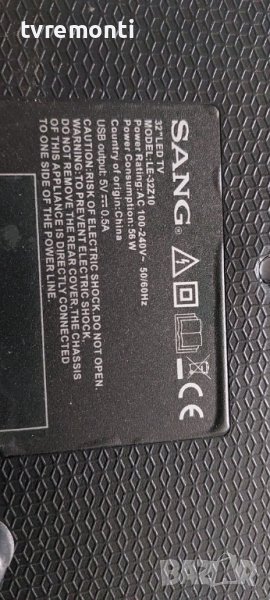 tvremonti
SANG®
32"LED TV
MODEL:LE-32Z10
Power Rating:AC 100-240V~ 50/60Hz
Power Consumption:56W
Country of origin:China
USB output: 5V⎓0.5A
CAUTION:RISK OF ELECTRIC SHOCK.DO NOT OPEN.
WARNING:TO PREVENT ELECTRIC SHOCK
DO NOT REMOVE THE REAR COVER,THE CHASSIS
OF THIS APPLIANCE IS DIRECTLY CONNECTED
TO ONE SIDE OF THE POWER LINE.
CE
BAZAR